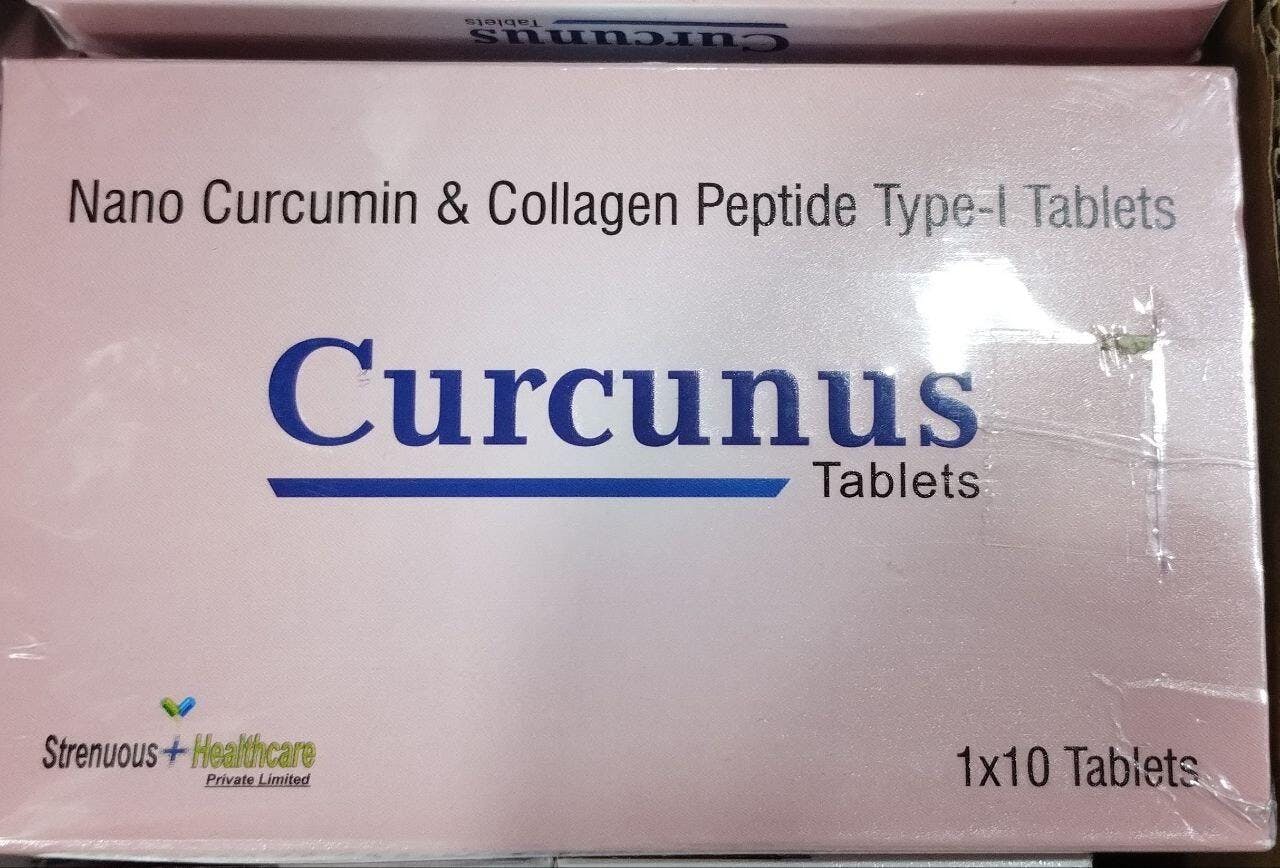 Curcunus
Tablets
Nano Curcumin & Collagen Peptide Type-I Tablets
Curcunus
Tablets
Strenuous + Healthcare
Private Limited
1x10 Tablets